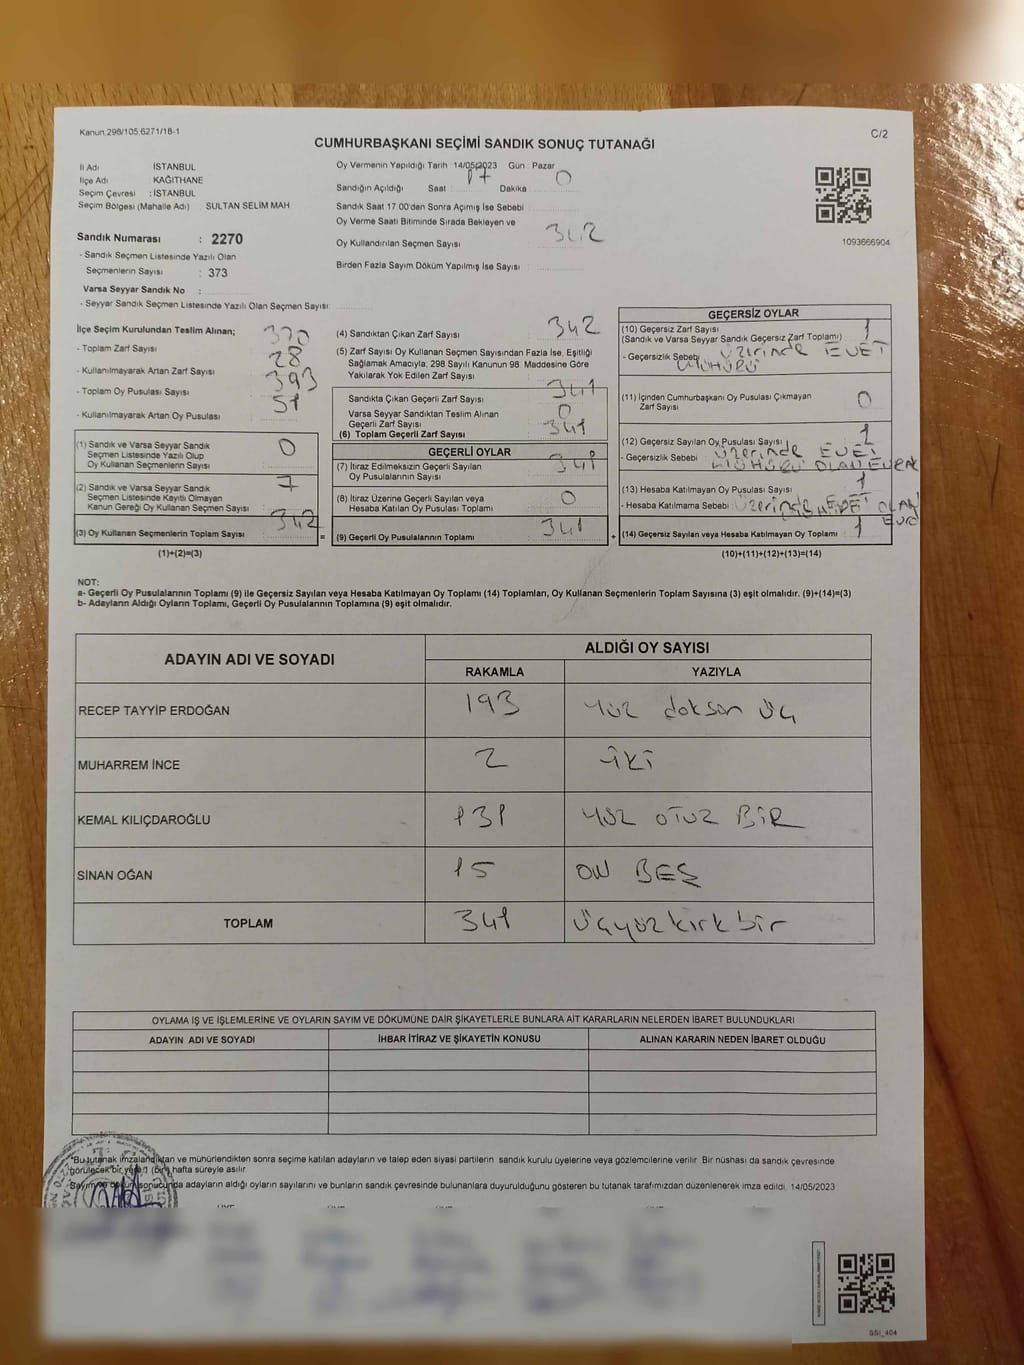 Kanun.298/105,6271/18-1
C/2
CUMHURBAŞKANI SEÇİMİ SANDIK SONUÇ TUTANAĞI
İl Adı İSTANBUL
İlçe Adı KAĞITHANE
Seçim Çevresi : İSTANBUL
Seçim Bölgesi (Mahalle Adı) : SULTAN SELİM MAH
Sandık Numarası : 2270
- Sandık Seçmen Listesinde Yazılı Olan
Seçmenlerin Sayısı : 373
Varsa Seyyar Sandık No :
- Seyyar Sandık Seçmen Listesinde Yazılı Olan Seçmen Sayısı:
Oy Vermenin Yapıldığı Tarih 14/05/2023 Gün : Pazar
Sandığın Açıldığı Saat 17 Dakika 0
Sandık Saat 17:00'den Sonra Açımış İse Sebebi
Oy Verme Saati Bitiminde Sırada Bekleyen ve
Oy Kullandırılan Seçmen Sayısı 342
Birden Fazla Sayım Döküm Yapılmış İse Sayısı
1093666904
İlçe Seçim Kurulundan Teslim Alınan;
- Toplam Zarf Sayısı 370
- Kullanılmayarak Artan Zarf Sayısı 28
- Toplam Oy Pusulası Sayısı 393
- Kullanılmayarak Artan Oy Pusulası 51
(1) Sandık ve Varsa Seyyar Sandık
Seçmen Listesinde Yazılı Olup
Oy Kullanan Seçmenlerin Sayısı 0
(2) Sandık ve Varsa Seyyar Sandık
Seçmen Listesinde Kayıtlı Olmayan
Kanun Gereği Oy Kullanan Seçmen Sayısı 7
(3) Oy Kullanan Seçmenlerin Toplam Sayısı 342
(1)+(2)=(3)
(4) Sandıktan Çıkan Zarf Sayısı 342
(5) Zarf Sayısı Oy Kullanan Seçmen Sayısından Fazla İse, Eşitliği
Sağlamak Amacıyla, 298 Sayılı Kanunun 98. Maddesine Göre
Yakılarak Yok Edilen Zarf Sayısı
Sandıkta Çıkan Geçerli Zarf Sayısı 341
Varsa Seyyar Sandıktan Teslim Alınan
Geçerli Zarf Sayısı 0
(6) Toplam Geçerli Zarf Sayısı 341
GEÇERLİ OYLAR
(7) İtiraz Edilmeksizin Geçerli Sayılan
Oy Pusulalarının Sayısı 341
(8) İtiraz Üzerine Geçerli Sayılan veya
Hesaba Katılan Oy Pusulaları Toplamı 0
(9) Geçerli Oy Pusulalarının Toplamı 341
GEÇERSİZ OYLAR
(10) Geçersiz Zarf Sayısı
(Sandık ve Varsa Seyyar Sandık Geçersiz Zarf Toplamı) 1
- Geçersizlik Sebebi üzerinde EVET
MÜHÜRÜ
(11) İçinden Cumhurbaşkanı Oy Pusulası Çıkmayan
Zarf Sayısı 0
(12) Geçersiz Sayılan Oy Pusulası Sayısı 1
- Geçersizlik Sebebi üzerinde EVET
MÜHÜRÜ OLAN EVRAK
(13) Hesaba Katılmayan Oy Pusulası Sayısı 1
- Hesaba Katılmama Sebebi üzerinde EVET OLAN
(14) Geçersiz Sayılan veya Hesaba Katılmayan Oy Toplamı 1
(10)+(11)+(12)+(13)=(14)
NOT:
a- Geçerli Oy Pusulalarının Toplamı (9) ile Geçersiz Sayılan veya Hesaba Katılmayan Oy Toplamı (14) Toplamları, Oy Kullanan Seçmenlerin Toplam Sayısına (3) eşit olmalıdır. (9)+(14)=(3)
b- Adayların Aldığı Oyların Toplamı, Geçerli Oy Pusulalarının Toplamına (9) eşit olmalıdır.
ADAYIN ADI VE SOYADI ALDIĞI OY SAYISI
RAKAMLA YAZIYLA
RECEP TAYYİP ERDOĞAN 193 yüz doksan üç
MUHARREM İNCE 2 iki
KEMAL KILIÇDAROĞLU 131 yüz otuz BİR
SİNAN OĞAN 15 ON BEŞ
TOPLAM 341 üçyüzkırkbir
OYLAMA İŞ VE İŞLEMLERİNE VE OYLARIN SAYIM VE DÖKÜMÜNE DAİR ŞİKAYETLERLE BUNLARA AİT KARARLARIN NELERDEN İBARET BULUNDUKLARI
ADAYIN ADI VE SOYADI İHBAR İTİRAZ VE ŞİKAYETİN KONUSU ALINAN KARARIN NEDEN İBARET OLDUĞU
*Bu tutanak imzalandıktan ve mühürlendikten sonra seçime katılan adayların ve talep eden siyasi partilerin sandık kurulu üyelerine veya gözlemcilerine verilir. Bir nüshası da sandık çevresinde
görülecek bir yere 1 (bir) hafta süreyle asılır.
Sayım ve döküm sonucunda adayların aldığı oyların sayılarını ve bunların sandık çevresinde bulunanlara duyurulduğunu gösteren bu tutanak tarafımızdan düzenlenerek imza edildi. 14/05/2023
SSİ_404